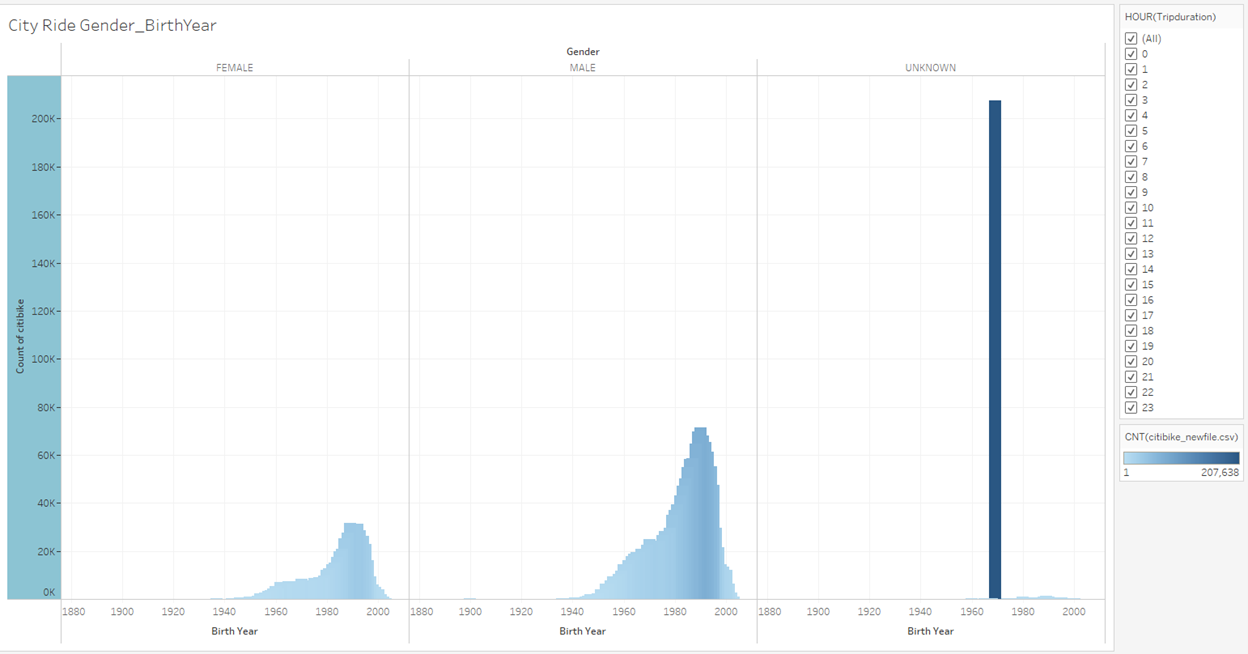 City Ride Gender_BirthYear
Gender
FEMALE
MALE
UNKNOWN
Count of citibike
200K
180K
160K
140K
120K
100K
80K
60K
40K
20K
0K
1880 1900 1920 1940 1960 1980 2000
1880 1900 1920 1940 1960 1980 2000
1880 1900 1920 1940 1960 1980 2000
Birth Year
Birth Year
Birth Year
HOUR(Tripduration)
(All)
0
1
2
3
4
5
6
7
8
9
10
11
12
13
14
15
16
17
18
19
20
21
22
23
CNT(citibike_newfile.csv)
1 207,638